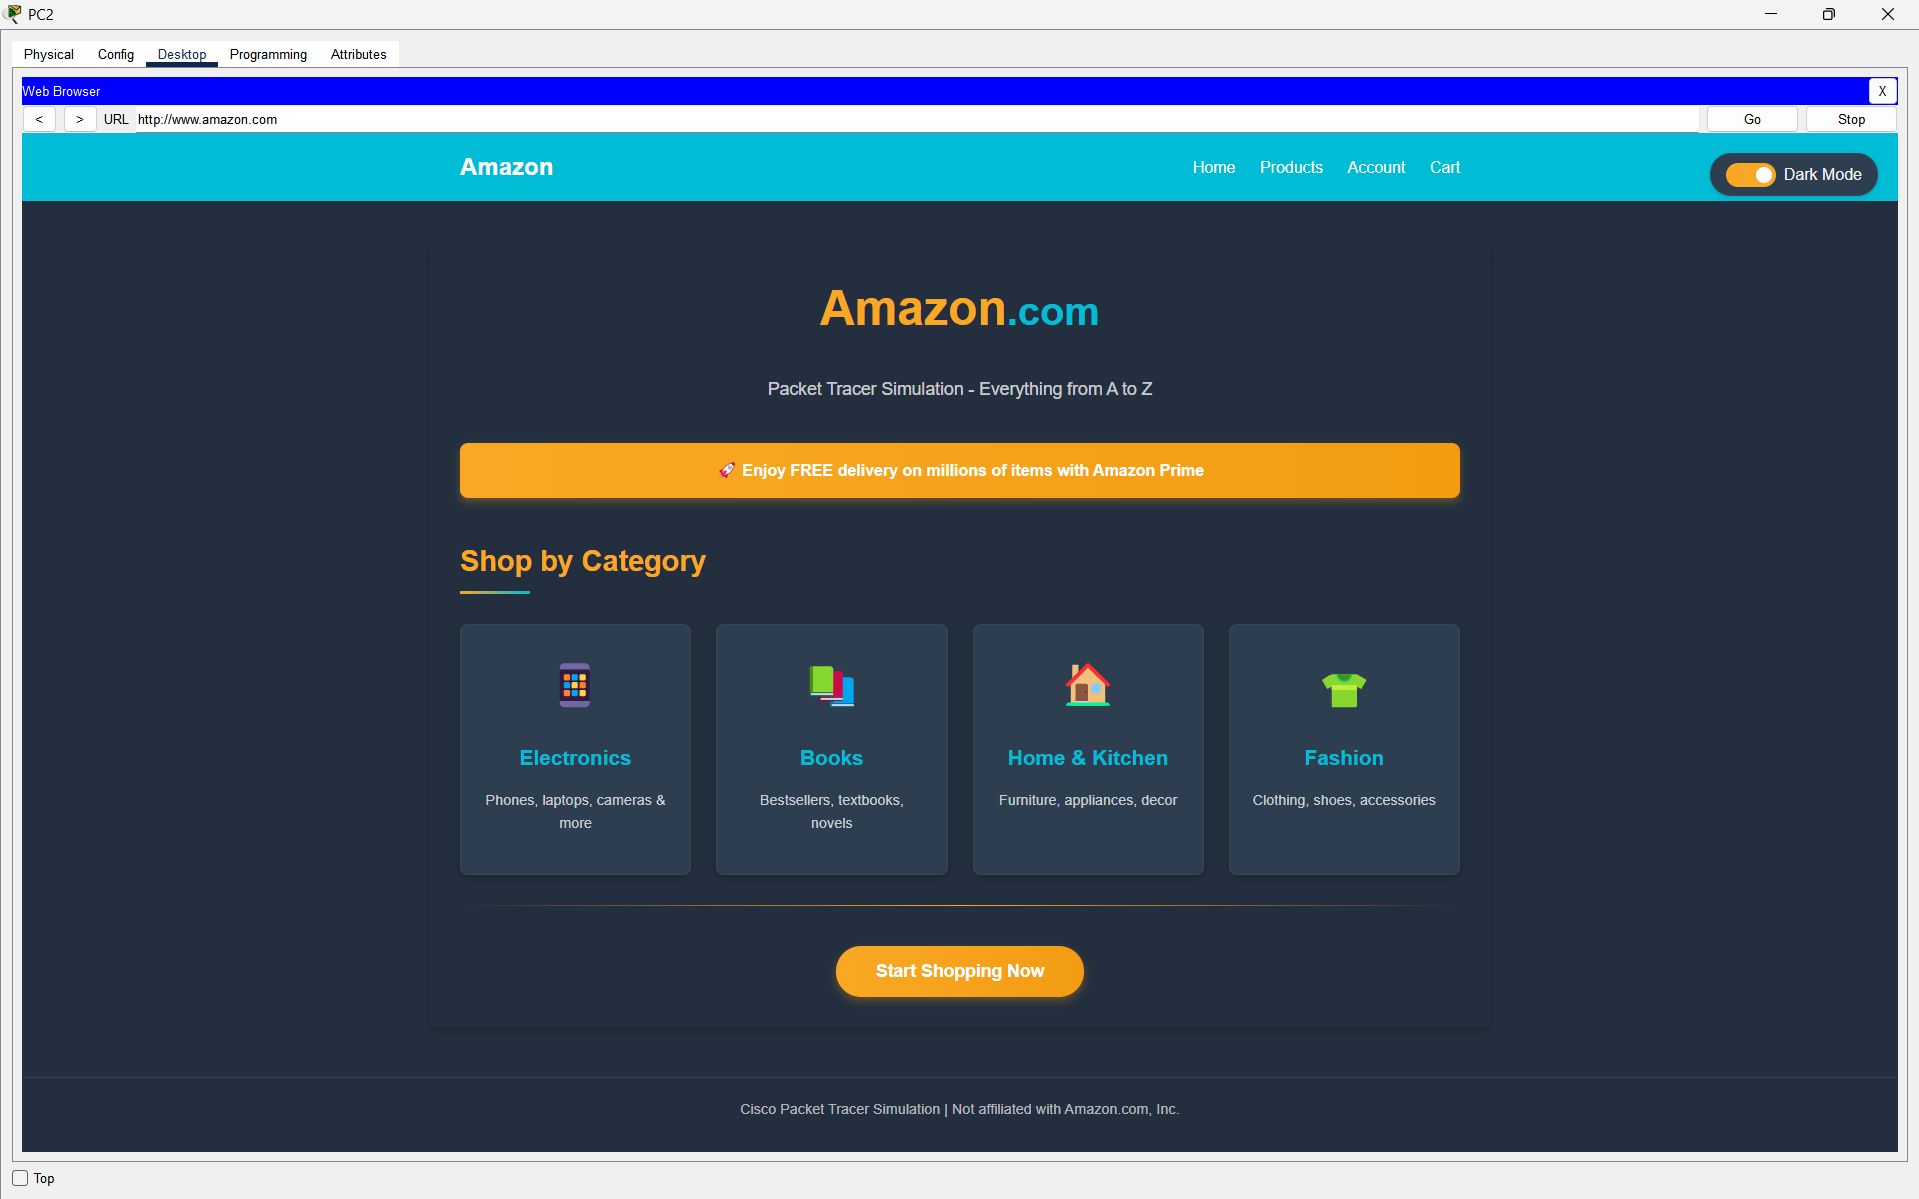 PC2
Physical Config Desktop Programming Attributes
Web Browser X
< > URL http://www.amazon.com Go Stop
Amazon Home Products Account Cart Dark Mode
Amazon.com
Packet Tracer Simulation - Everything from A to Z
🚀 Enjoy FREE delivery on millions of items with Amazon Prime
Shop by Category
Electronics
Phones, laptops, cameras &
more
Books
Bestsellers, textbooks,
novels
Home & Kitchen
Furniture, appliances, decor
Fashion
Clothing, shoes, accessories
Start Shopping Now
Cisco Packet Tracer Simulation | Not affiliated with Amazon.com, Inc.
Top